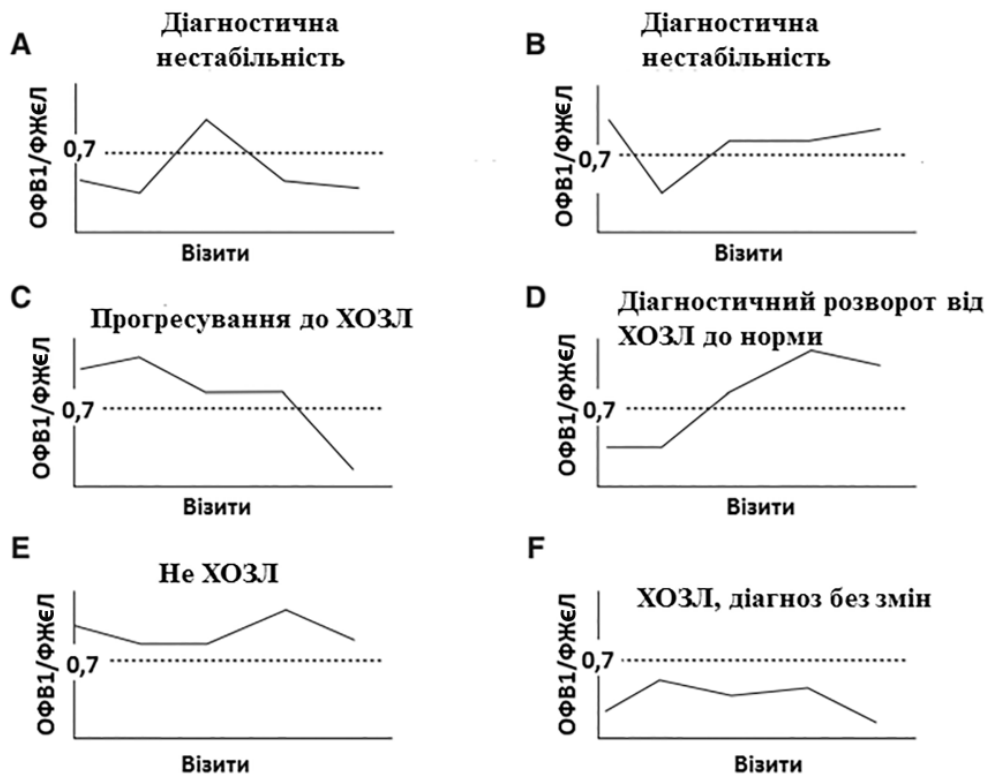 A
Діагностична
нестабільність
ОФВ1/ФЖЄЛ
0,7
Візити
B
Діагностична
нестабільність
ОФВ1/ФЖЄЛ
0,7
Візити
C
Прогресування до ХОЗЛ
ОФВ1/ФЖЄЛ
0,7
Візити
D
Діагностичний розворот від
ХОЗЛ до норми
ОФВ1/ФЖЄЛ
0,7
Візити
E
Не ХОЗЛ
ОФВ1/ФЖЄЛ
0,7
Візити
F
ХОЗЛ, діагноз без змін
ОФВ1/ФЖЄЛ
0,7
Візити